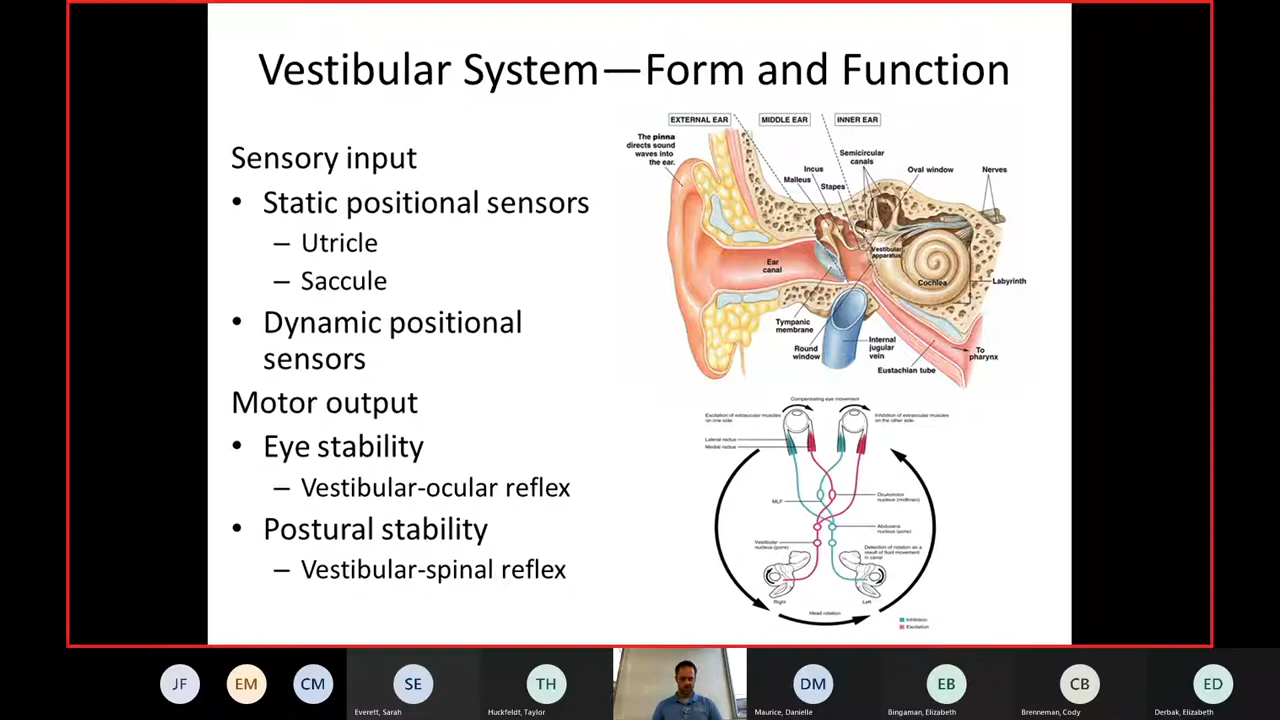 Vestibular System—Form and Function
Sensory input
• Static positional sensors
– Utricle
– Saccule
• Dynamic positional
sensors
Motor output
• Eye stability
– Vestibular-ocular reflex
• Postural stability
– Vestibular-spinal reflex
EXTERNAL EAR
MIDDLE EAR
INNER EAR
The pinna
directs sound
waves into
the ear.
Malleus
Incus
Stapes
Semicircular
canals
Oval window
Nerves
Vestibular
apparatus
Ear
canal
Cochlea
Labyrinth
Tympanic
membrane
Round
window
Internal
jugular
vein
Eustachian tube
To
pharynx
Compensating eye movement
Excitation of extraocular muscles
on one side
Inhibition of extraocular muscles
on the other side
Lateral rectus
Medial rectus
MLF
Oculomotor
nucleus (midbrain)
Abducens
nucleus (pons)
Vestibular
nucleus (pons)
Detection of rotation as a
result of fluid movement
in canal
Right
Left
Head rotation
Inhibition
Excitation
JF
EM
CM
SE
Everett, Sarah
TH
Huckfeldt, Taylor
DM
Maurice, Danielle
EB
Bingaman, Elizabeth
CB
Brenneman, Cody
ED
Derbak, Elizabeth